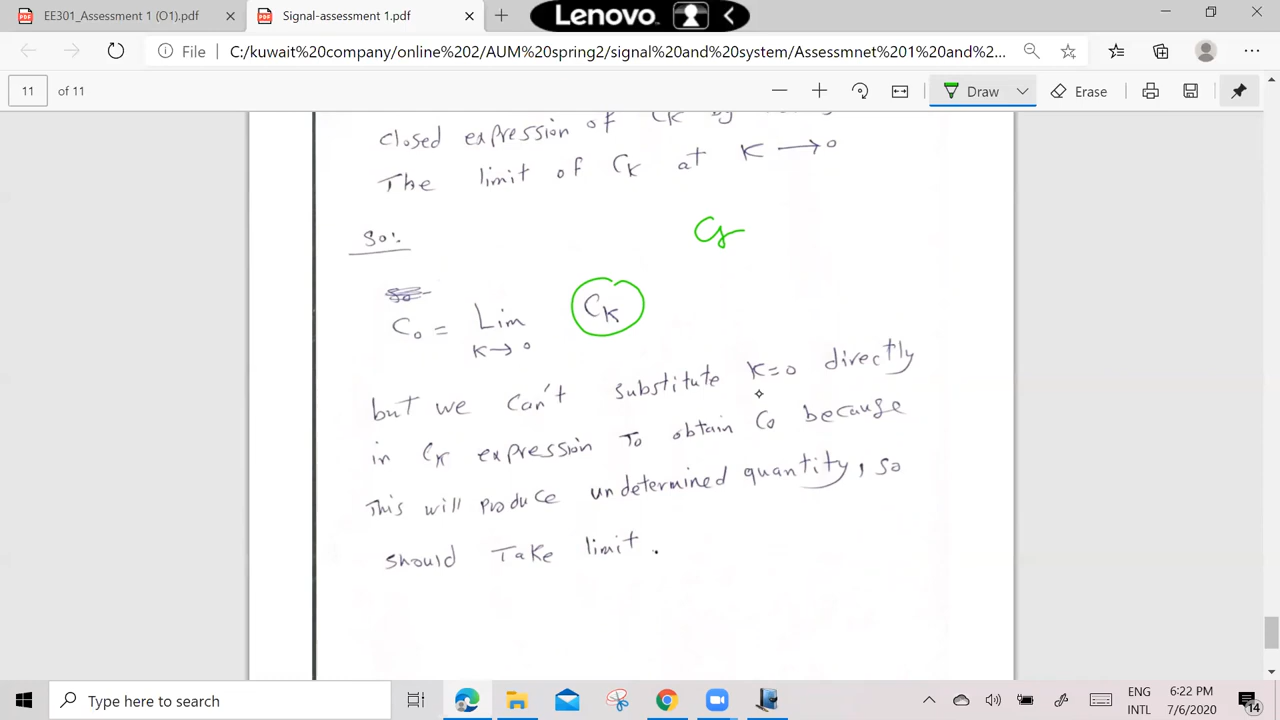 EE301_Assessment 1 (O1).pdf
Signal-assessment 1.pdf
Lenovo
File
C:/kuwait%20company/online%202/AUM%20spring2/signal%20and%20system/Assessmnet%201%20and%2...
11 of 11
Draw
Erase
closed expression of CK by
The limit of CK at K → 0
So:
C0 = Lim CK
K → 0
but we can't substitute K=0 directly
in CK expression To obtain C0 because
This will produce undetermined quantity, so
should Take limit.
Type here to search
ENG
INTL
6:22 PM
7/6/2020
14